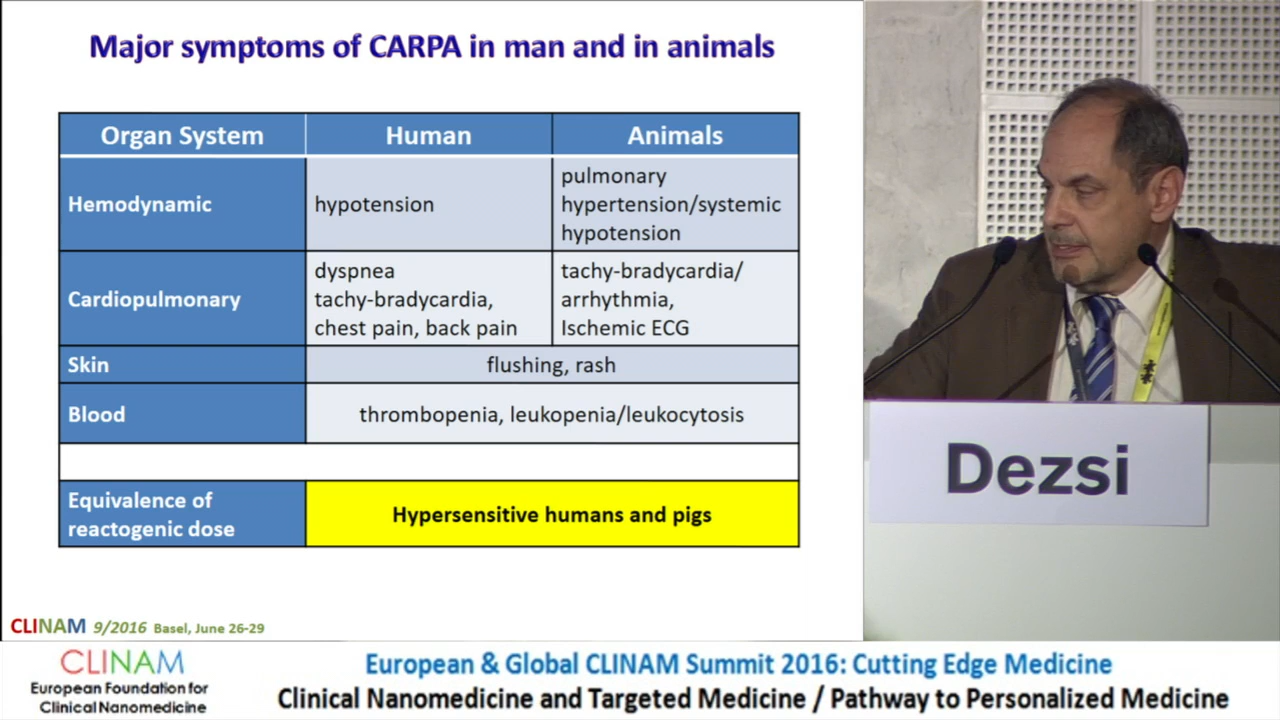 Major symptoms of CARPA in man and in animals
Organ System
Human
Animals
Hemodynamic
hypotension
pulmonary
hypertension/systemic
hypotension
Cardiopulmonary
dyspnea
tachy-bradycardia,
chest pain, back pain
tachy-bradycardia/
arrhythmia,
Ischemic ECG
Skin
flushing, rash
Blood
thrombopenia, leukopenia/leukocytosis
Equivalence of
reactogenic dose
Hypersensitive humans and pigs
CLINAM 9/2016 Basel, June 26-29
Dezsi
CLINAM
European Foundation for
Clinical Nanomedicine
European & Global CLINAM Summit 2016: Cutting Edge Medicine
Clinical Nanomedicine and Targeted Medicine / Pathway to Personalized Medicine